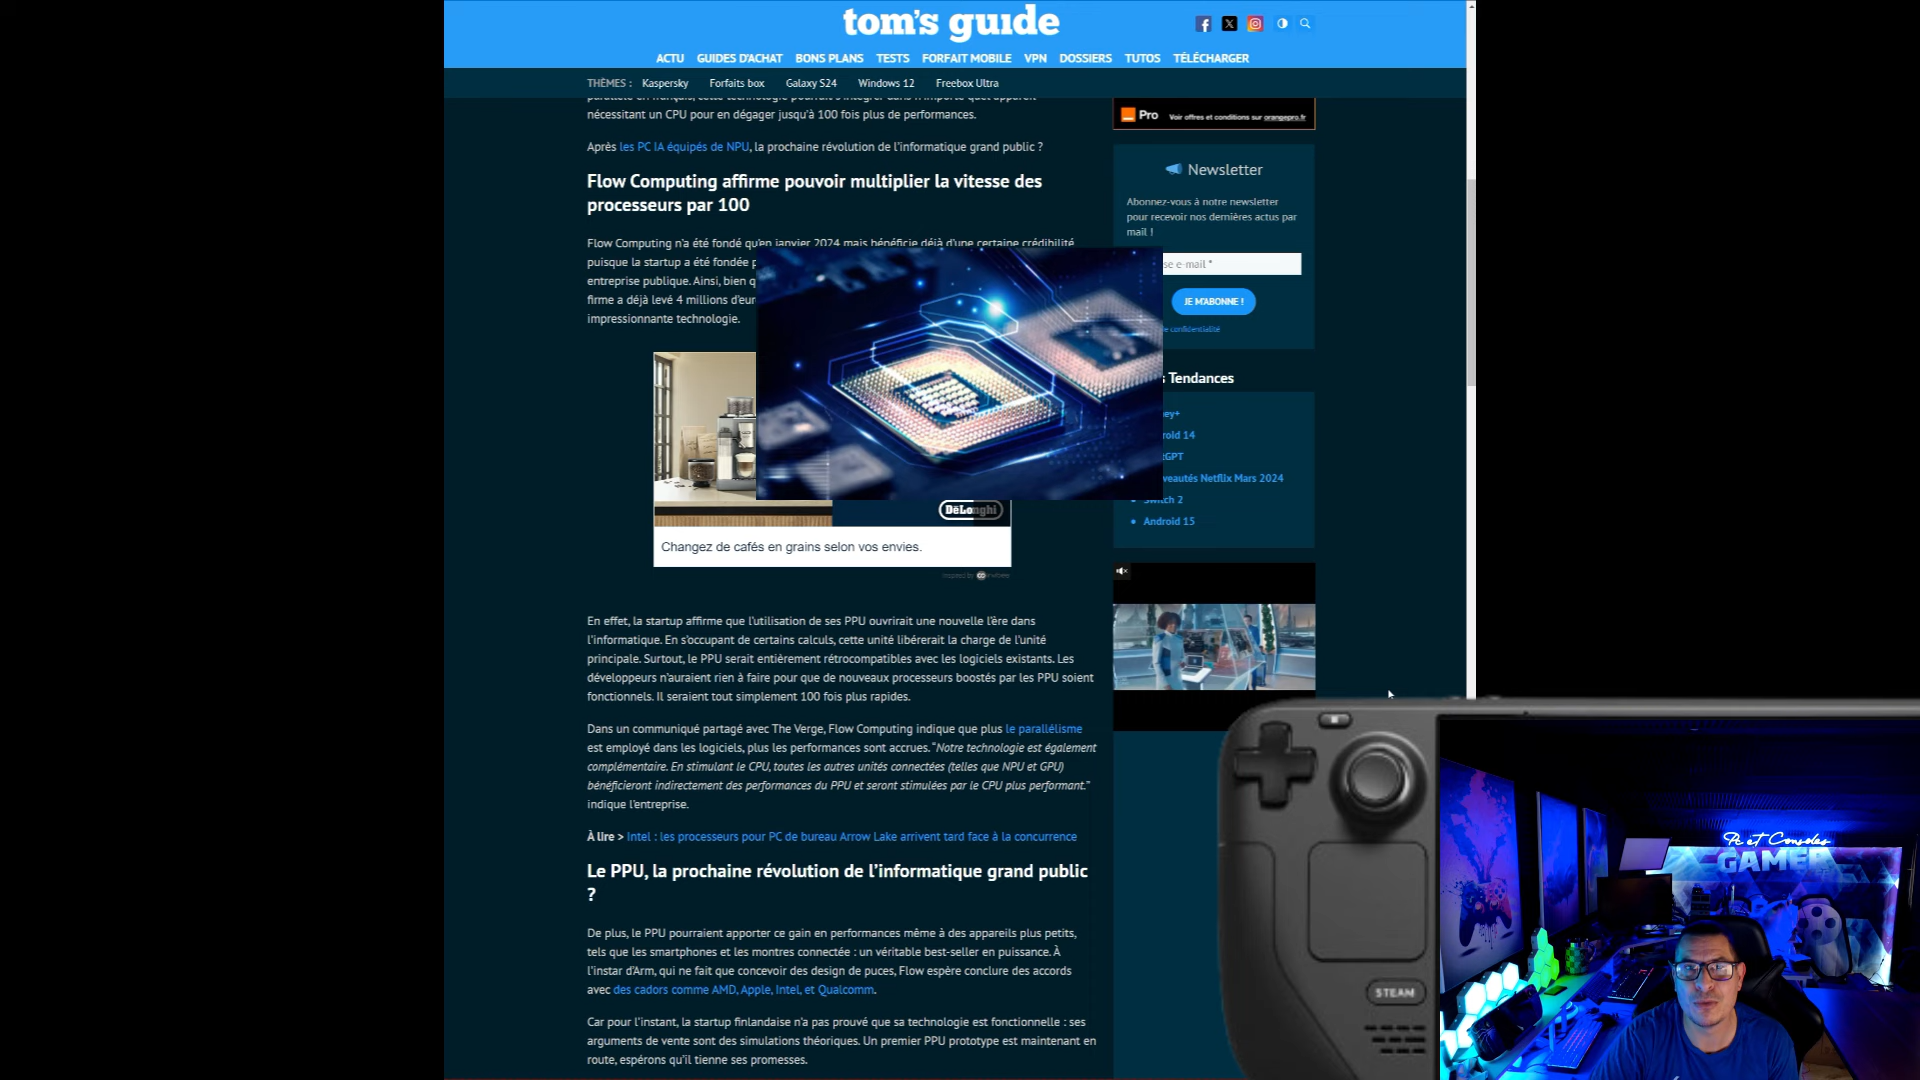 tom's guide
ACTU GUIDES D'ACHAT BONS PLANS TESTS FORFAIT MOBILE VPN DOSSIERS TUTOS TÉLÉCHARGER
THÈMES : Kaspersky Forfaits box Galaxy S24 Windows 12 Freebox Ultra
nécessitant un CPU pour en dégager jusqu'à 100 fois plus de performances.
Après les PC IA équipés de NPU, la prochaine révolution de l'informatique grand public ?
Flow Computing affirme pouvoir multiplier la vitesse des
processeurs par 100
Flow Computing n'a été fondé qu'en janvier 2024 mais bénéficie déjà d'une certaine crédibilité
puisque la startup a été fondée
entreprise publique. Ainsi, bien
firme a déjà levé 4 millions d'eur
impressionnante technologie.
DeLonghi
Changez de cafés en grains selon vos envies.
En effet, la startup affirme que l'utilisation de ses PPU ouvrirait une nouvelle l'ère dans
l'informatique. En s'occupant de certains calculs, cette unité libérerait la charge de l'unité
principale. Surtout, le PPU serait entièrement rétrocompatibles avec les logiciels existants. Les
développeurs n'auraient rien à faire pour que de nouveaux processeurs boostés par les PPU soient
fonctionnels. Il seraient tout simplement 100 fois plus rapides.
Dans un communiqué partagé avec The Verge, Flow Computing indique que plus le parallélisme
est employé dans les logiciels, plus les performances sont accrues. “Notre technologie est également
complémentaire. En stimulant le CPU, toutes les autres unités connectées (telles que NPU et GPU)
bénéficieront indirectement des performances du PPU et seront stimulées par le CPU plus performant.”
indique l'entreprise.
À lire > Intel : les processeurs pour PC de bureau Arrow Lake arrivent tard face à la concurrence
Le PPU, la prochaine révolution de l'informatique grand public
?
De plus, le PPU pourraient apporter ce gain en performances même à des appareils plus petits,
tels que les smartphones et les montres connectée : un véritable best-seller en puissance. À
l'instar d'Arm, qui ne fait que concevoir des design de puces, Flow espère conclure des accords
avec des cadors comme AMD, Apple, Intel, et Qualcomm.
Car pour l'instant, la startup finlandaise n'a pas prouvé que sa technologie est fonctionnelle : ses
arguments de vente sont des simulations théoriques. Un premier PPU prototype est maintenant en
route, espérons qu'il tienne ses promesses.
Pro Voir offres et conditions sur orangepro.fr
Newsletter
Abonnez-vous à notre newsletter
pour recevoir nos dernières actus par
mail !
se e-mail *
JE M'ABONNE !
confidentialité
Tendances
ey+
roid 14
GPT
veautés Netflix Mars 2024
Switch 2
Android 15
STEAM
Pc et Consoles
GAMER